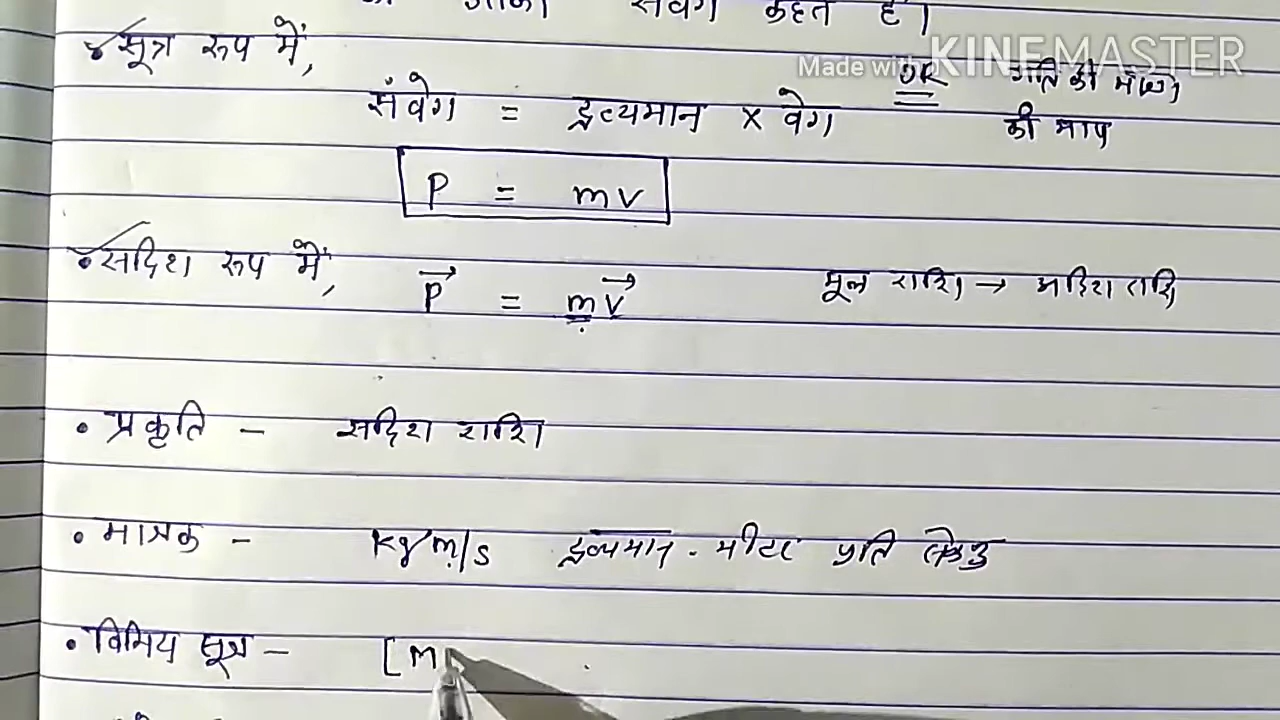 संवेग कहते हैं।
Made with KINEMASTER
सूत्र रूप में,
OR गति की मात्रा
संवेग = द्रव्यमान x वेग
की माप
P = mv
सदिश रूप में,
P⃗ = mv⃗ मूल राशि → सदिश राशि
• प्रकृति - सदिश राशि
• मात्रक - kg m/s द्रव्यमान - मीटर प्रति
• विमिय सूत्र - [M